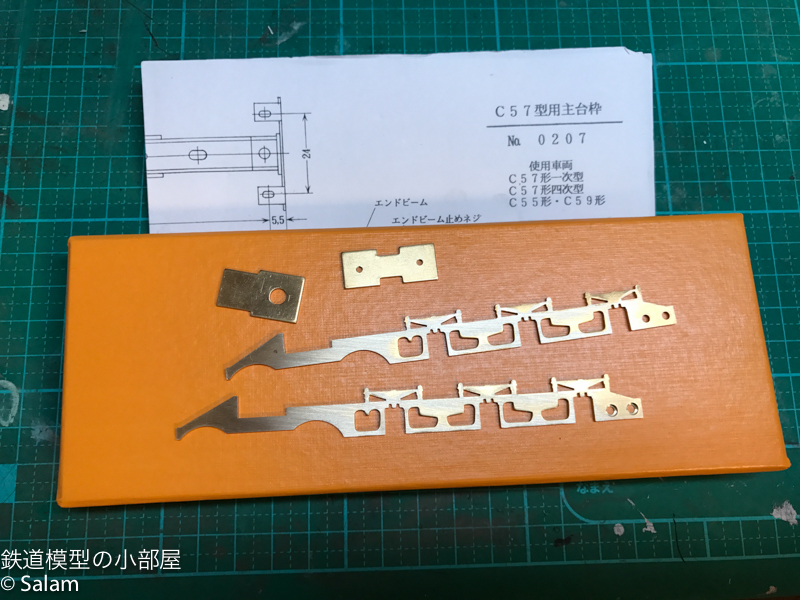 C57型用主台枠
No. 0207
使用車両
C57形一次型
C57形四次型
C55形・C59形
24
5.5
エンドビーム
エンドビーム止めネジ
なまえ
鉄道模型の小部屋
© Salam